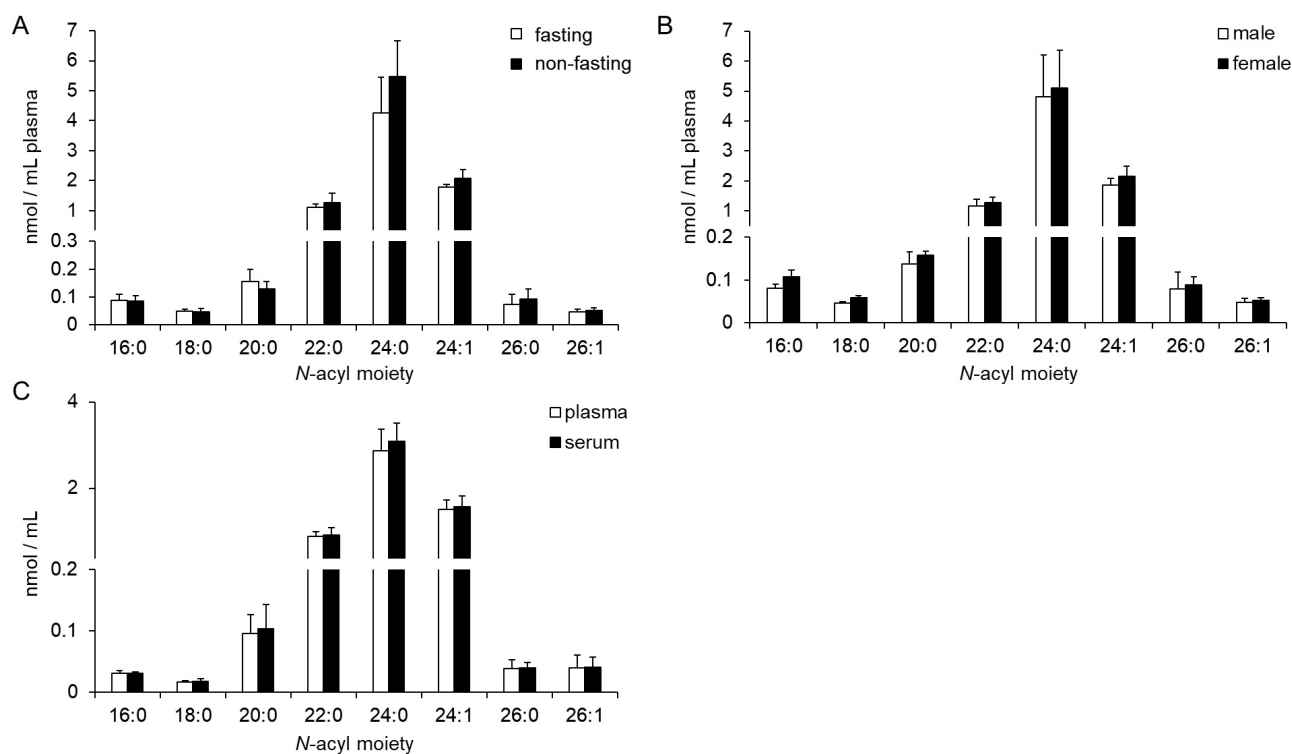 A
7
6
5
4
3
2
1
0.3
0.2
0.1
0
nmol / mL plasma
fasting
non-fasting
16:0 18:0 20:0 22:0 24:0 24:1 26:0 26:1
N-acyl moiety
B
7
6
5
4
3
2
1
0.2
0.1
0
nmol / mL plasma
male
female
16:0 18:0 20:0 22:0 24:0 24:1 26:0 26:1
N-acyl moiety
C
4
2
0.2
0.1
0
nmol / mL
plasma
serum
16:0 18:0 20:0 22:0 24:0 24:1 26:0 26:1
N-acyl moiety